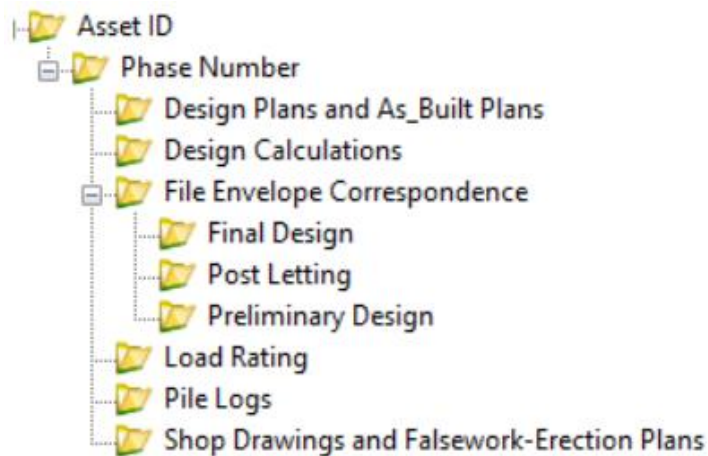 Asset ID
Phase Number
Design Plans and As_Built Plans
Design Calculations
File Envelope Correspondence
Final Design
Post Letting
Preliminary Design
Load Rating
Pile Logs
Shop Drawings and Falsework-Erection Plans